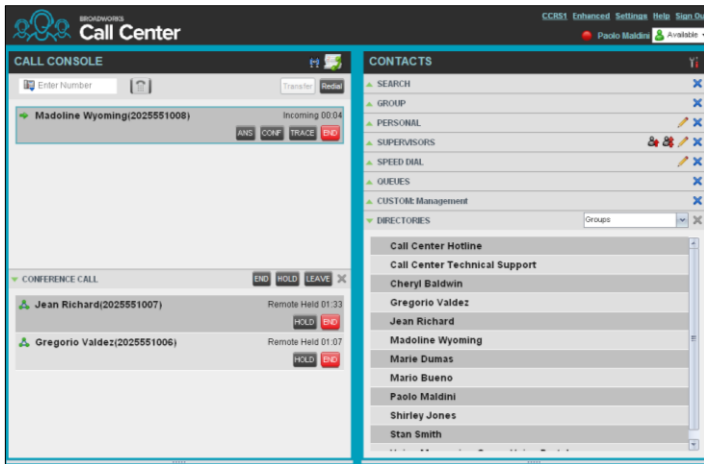 CCRS1 Enhanced Settings Help Sign Ou
BROADWORKS
Call Center
Paolo Maldini Available
CALL CONSOLE
Enter Number Transfer Redial
Madoline Wyoming(2025551008) Incoming 00:04
ANS CONF TRACE END
CONFERENCE CALL END HOLD LEAVE
Jean Richard(2025551007) Remote Held 01:33
HOLD END
Gregorio Valdez(2025551006) Remote Held 01:07
HOLD END
CONTACTS
SEARCH
GROUP
PERSONAL
SUPERVISORS
SPEED DIAL
QUEUES
CUSTOM: Management
DIRECTORIES Groups
Call Center Hotline
Call Center Technical Support
Cheryl Baldwin
Gregorio Valdez
Jean Richard
Madoline Wyoming
Marie Dumas
Mario Bueno
Paolo Maldini
Shirley Jones
Stan Smith